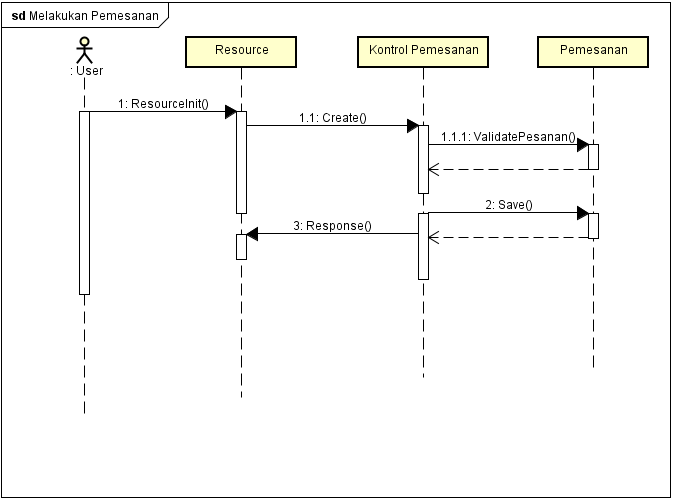 sd Melakukan Pemesanan
: User
Resource
Kontrol Pemesanan
Pemesanan
1: ResourceInit()
1.1: Create()
1.1.1: ValidatePesanan()
2: Save()
3: Response()